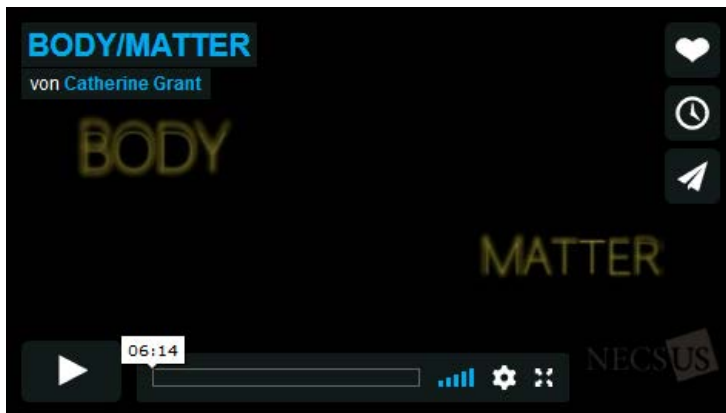 BODY/MATTER
von Catherine Grant
BODY
MATTER
06:14
NECSUS